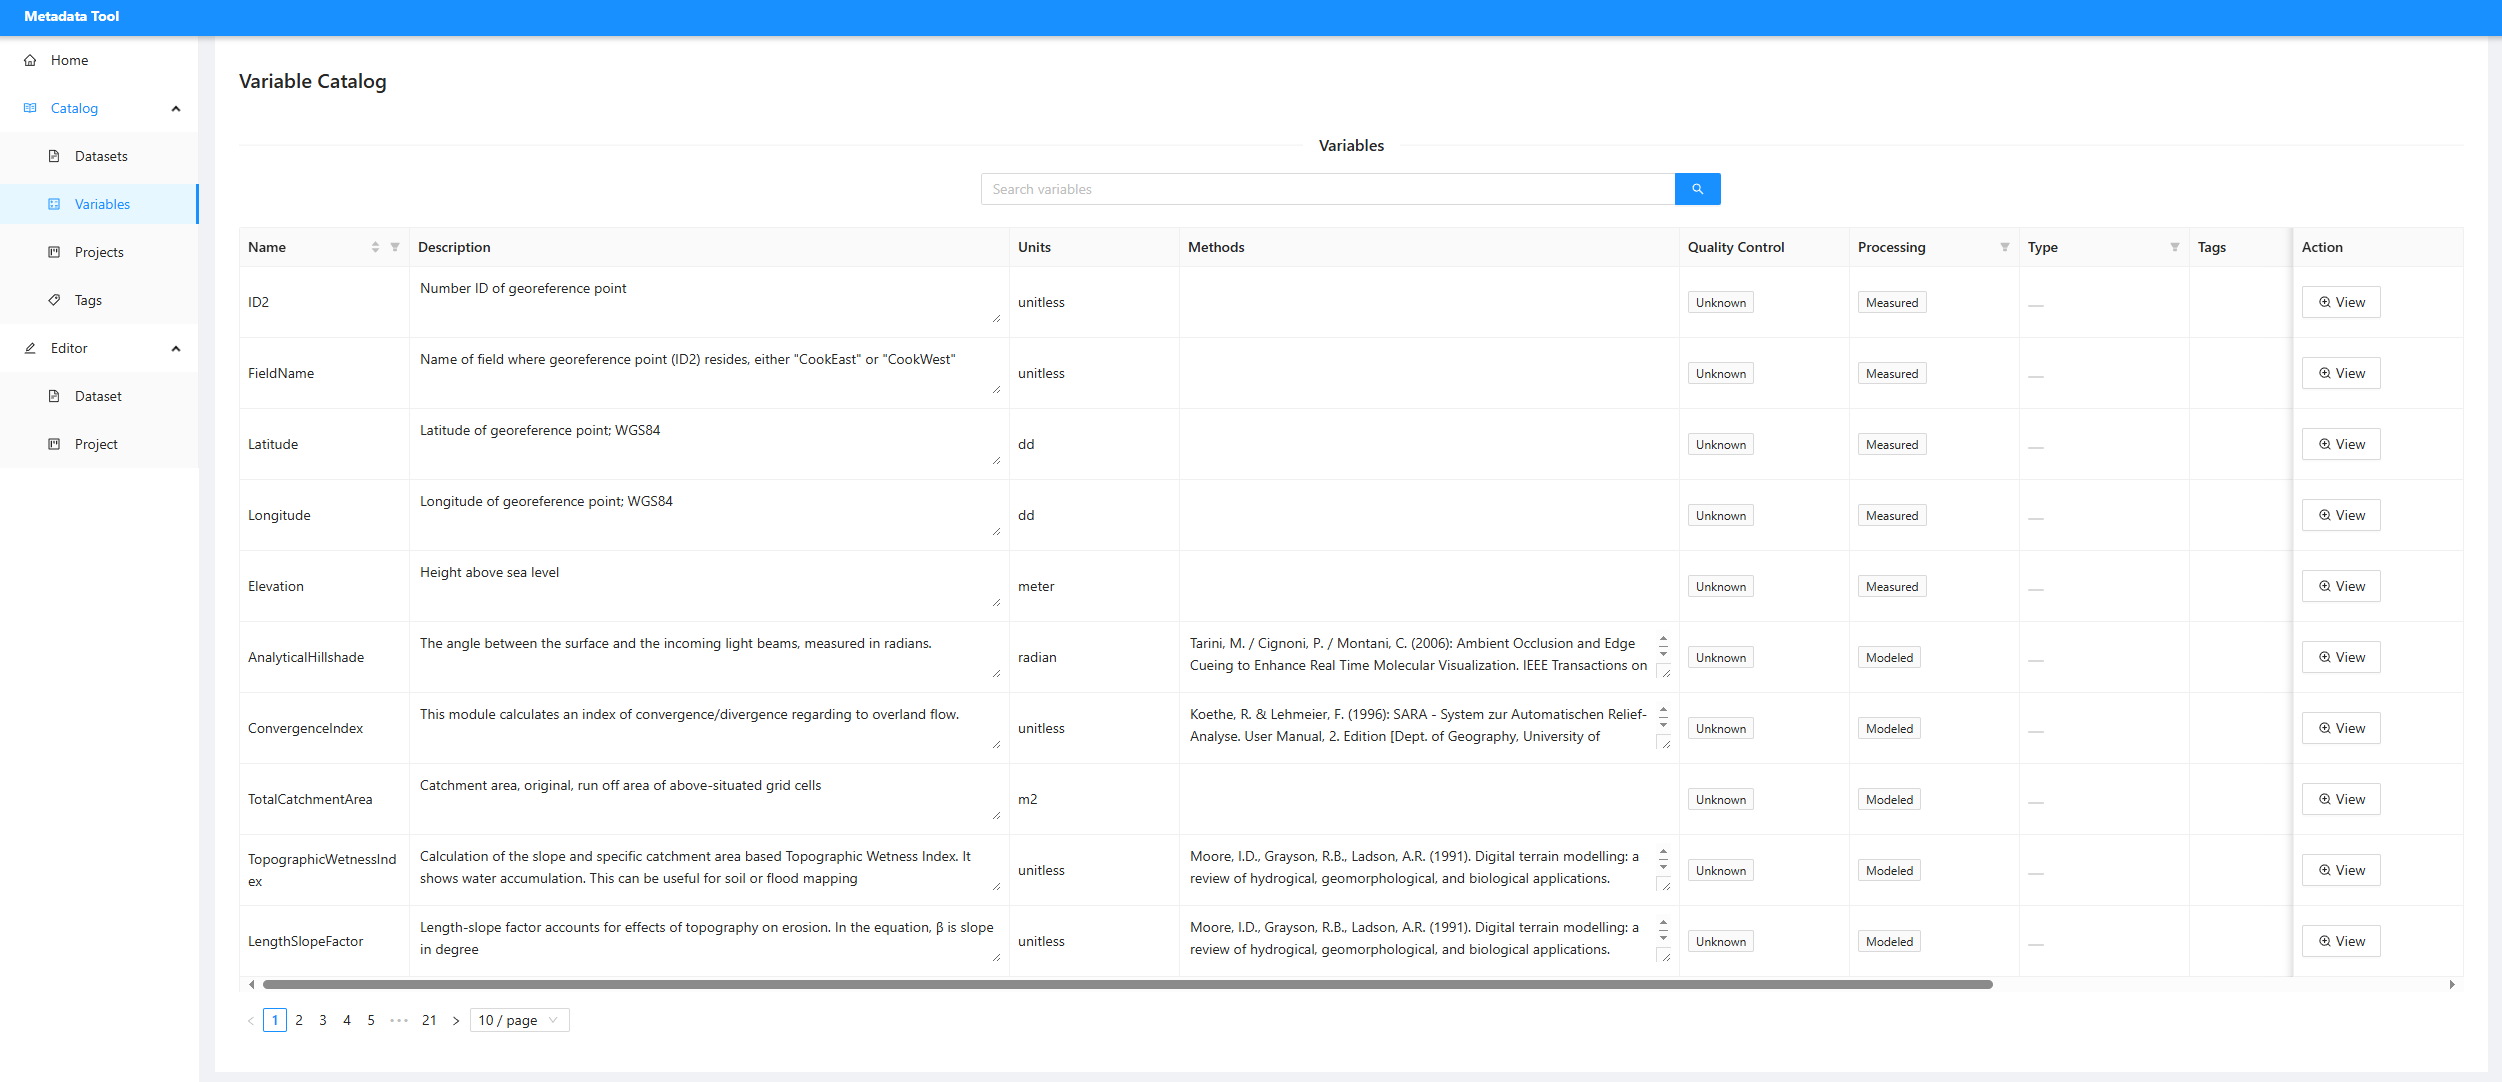 Metadata Tool
Home
Catalog
Datasets
Variables
Projects
Tags
Editor
Dataset
Project
Variable Catalog
Variables
Search variables
Name Description Units Methods Quality Control Processing Type Tags Action
ID2 Number ID of georeference point unitless Unknown Measured — View
FieldName Name of field where georeference point (ID2) resides, either "CookEast" or "CookWest" unitless Unknown Measured — View
Latitude Latitude of georeference point; WGS84 dd Unknown Measured — View
Longitude Longitude of georeference point; WGS84 dd Unknown Measured — View
Elevation Height above sea level meter Unknown Measured — View
AnalyticalHillshade The angle between the surface and the incoming light beams, measured in radians. radian Tarini, M. / Cignoni, P. / Montani, C. (2006): Ambient Occlusion and Edge
Cueing to Enhance Real Time Molecular Visualization. IEEE Transactions on Unknown Modeled — View
ConvergenceIndex This module calculates an index of convergence/divergence regarding to overland flow. unitless Koethe, R. & Lehmeier, F. (1996): SARA - System zur Automatischen Relief-
Analyse. User Manual, 2. Edition [Dept. of Geography, University of Unknown Modeled — View
TotalCatchmentArea Catchment area, original, run off area of above-situated grid cells m2 Unknown Modeled — View
TopographicWetnessInd Calculation of the slope and specific catchment area based Topographic Wetness Index. It unitless Moore, I.D., Grayson, R.B., Ladson, A.R. (1991). Digital terrain modelling: a
ex shows water accumulation. This can be useful for soil or flood mapping review of hydrogical, geomorphological, and biological applications. Unknown Modeled — View
LengthSlopeFactor Length-slope factor accounts for effects of topography on erosion. In the equation, β is slope unitless Moore, I.D., Grayson, R.B., Ladson, A.R. (1991). Digital terrain modelling: a
in degree review of hydrogical, geomorphological, and biological applications. Unknown Modeled — View
< 1 2 3 4 5 ••• 21 > 10 / page